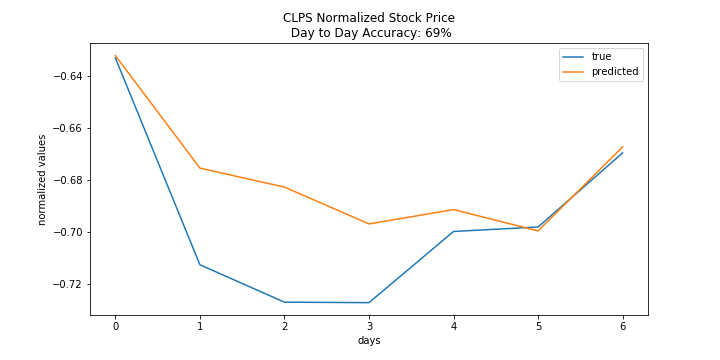 CLPS Normalized Stock Price
Day to Day Accuracy: 69%
true
predicted
normalized values
−0.64
−0.66
−0.68
−0.70
−0.72
0 1 2 3 4 5 6
days